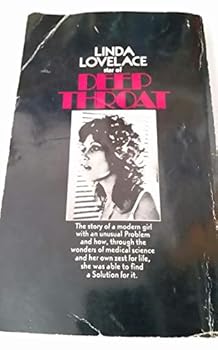 LINDA
LOVELACE
star of
DEEP
THROAT
The story of a modern girl
with an unusual Problem
and how, through the
wonders of medical science
and her own zest for life,
she was able to find
a Solution for it.